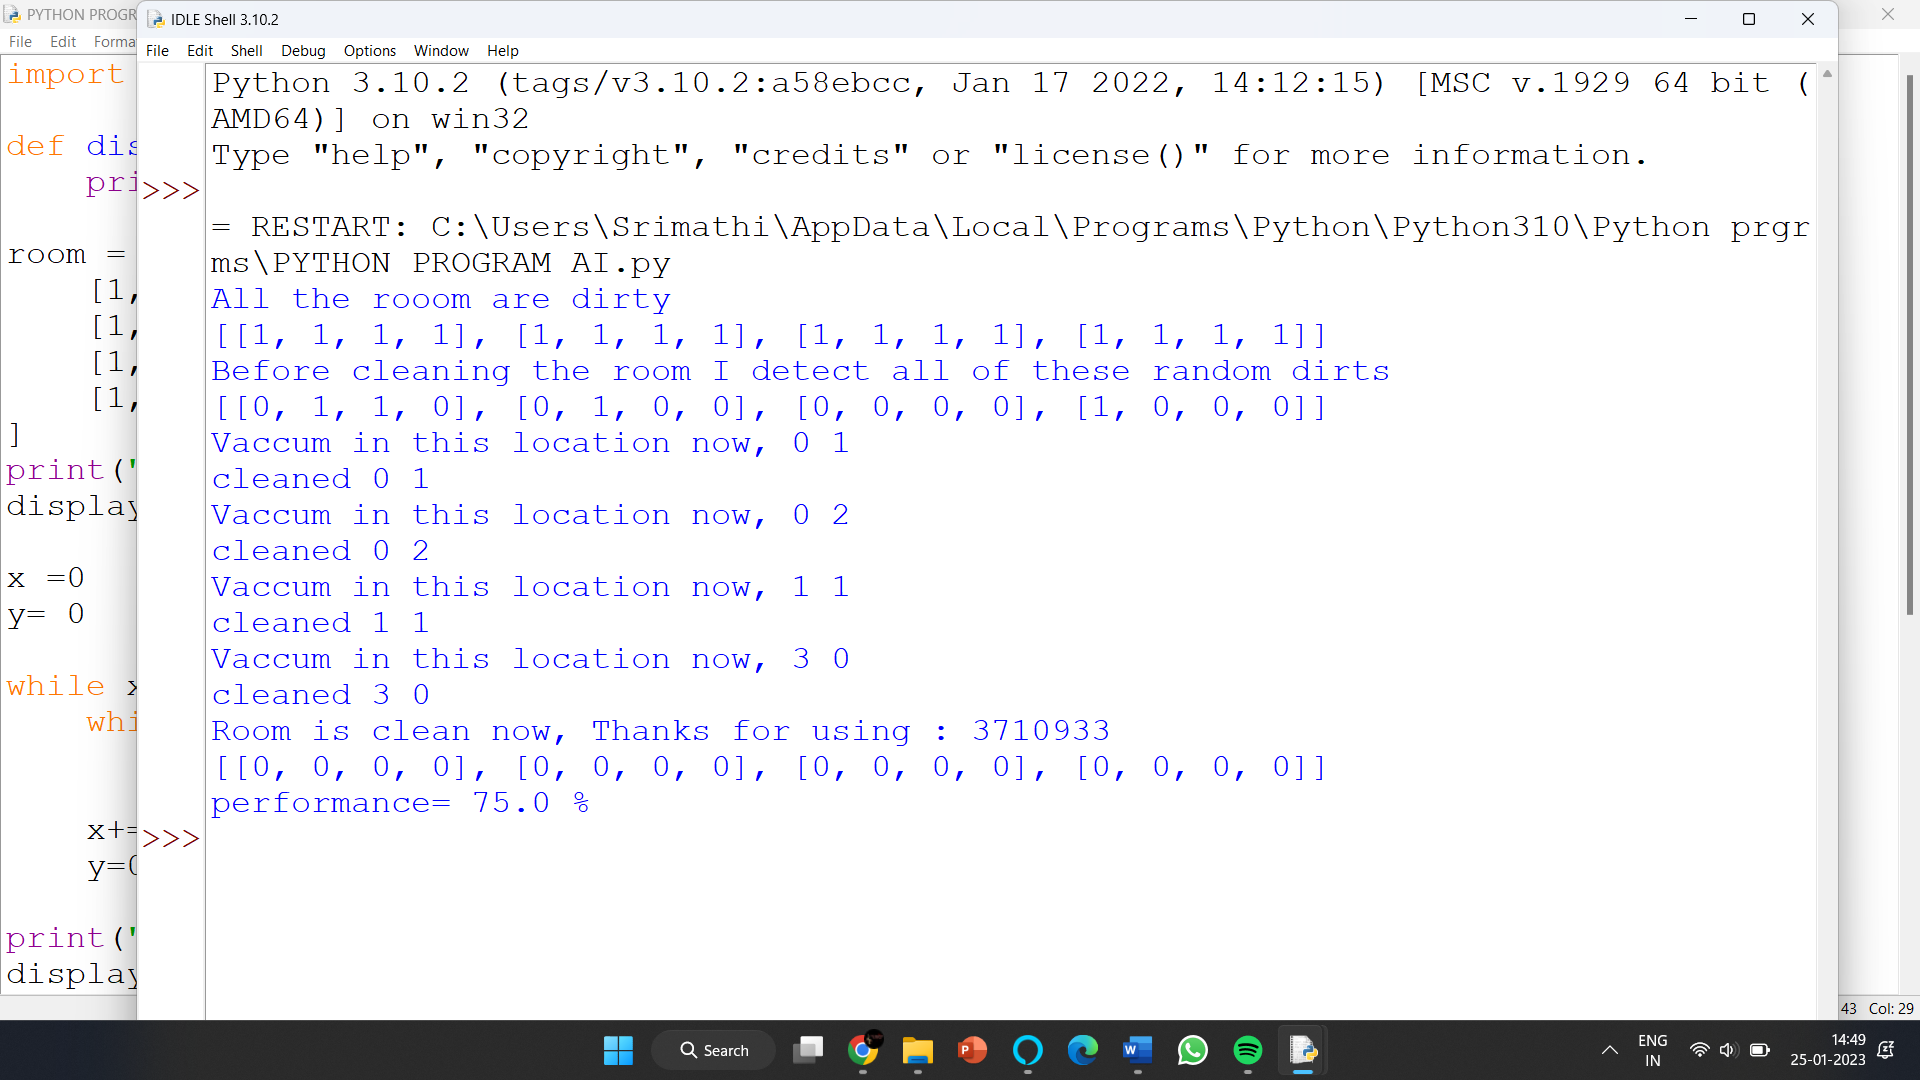 PYTHON PROGR
File Edit Forma
import
def dis
pri
room =
[1,
[1,
[1,
[1,
]
print("
display
x =0
y= 0
while x
whi
x+=
y=0
print("
display
IDLE Shell 3.10.2
File Edit Shell Debug Options Window Help
Python 3.10.2 (tags/v3.10.2:a58ebcc, Jan 17 2022, 14:12:15) [MSC v.1929 64 bit (
AMD64)] on win32
Type "help", "copyright", "credits" or "license()" for more information.
>>>
= RESTART: C:\Users\Srimathi\AppData\Local\Programs\Python\Python310\Python prgr
ms\PYTHON PROGRAM AI.py
All the rooom are dirty
[[1, 1, 1, 1], [1, 1, 1, 1], [1, 1, 1, 1], [1, 1, 1, 1]]
Before cleaning the room I detect all of these random dirts
[[0, 1, 1, 0], [0, 1, 0, 0], [0, 0, 0, 0], [1, 0, 0, 0]]
Vaccum in this location now, 0 1
cleaned 0 1
Vaccum in this location now, 0 2
cleaned 0 2
Vaccum in this location now, 1 1
cleaned 1 1
Vaccum in this location now, 3 0
cleaned 3 0
Room is clean now, Thanks for using : 3710933
[[0, 0, 0, 0], [0, 0, 0, 0], [0, 0, 0, 0], [0, 0, 0, 0]]
performance= 75.0 %
>>>
43 Col: 29
Search
ENG
IN
14:49
25-01-2023